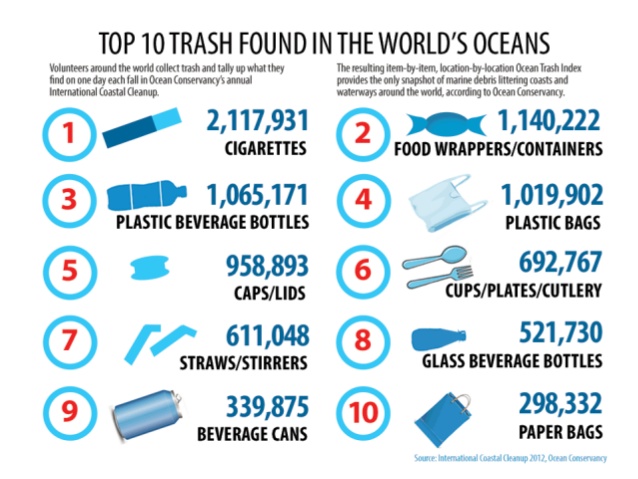 TOP 10 TRASH FOUND IN THE WORLD'S OCEANS
Volunteers around the world collect trash and tally up what they
find on one day each fall in Ocean Conservancy's annual
International Coastal Cleanup.
The resulting item-by-item, location-by-location Ocean Trash Index
provides the only snapshot of marine debris littering coasts and
waterways around the world, according to Ocean Conservancy.
1
2,117,931
CIGARETTES
2
1,140,222
FOOD WRAPPERS/CONTAINERS
3
1,065,171
PLASTIC BEVERAGE BOTTLES
4
1,019,902
PLASTIC BAGS
5
958,893
CAPS/LIDS
6
692,767
CUPS/PLATES/CUTLERY
7
611,048
STRAWS/STIRRERS
8
521,730
GLASS BEVERAGE BOTTLES
9
339,875
BEVERAGE CANS
10
298,332
PAPER BAGS
Source: International Coastal Cleanup 2012, Ocean Conservancy